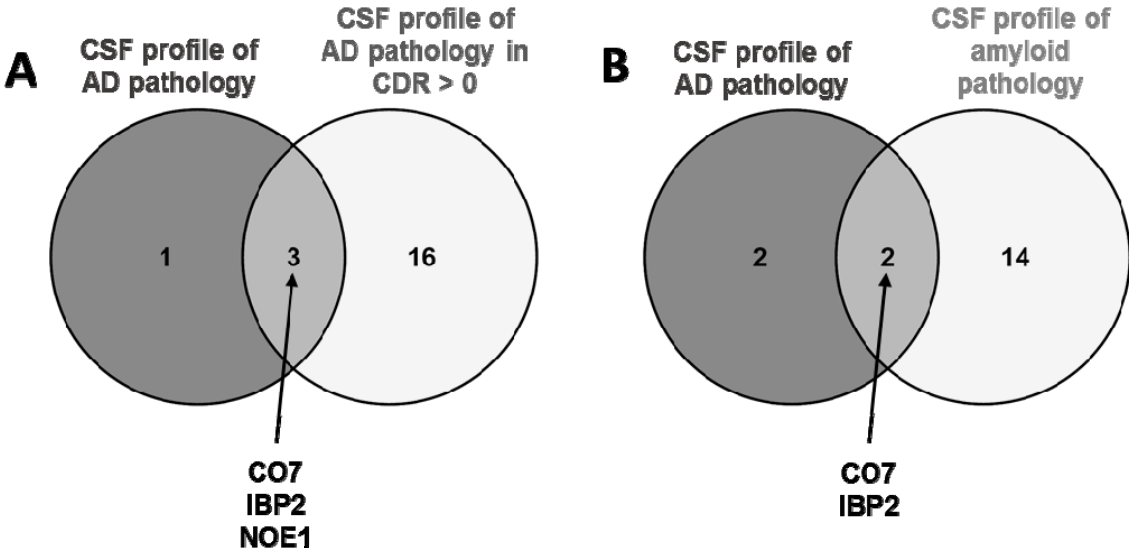 A
CSF profile of
AD pathology
CSF profile of
AD pathology in
CDR > 0
1
3
16
CO7
IBP2
NOE1
B
CSF profile of
AD pathology
CSF profile of
amyloid
pathology
2
2
14
CO7
IBP2